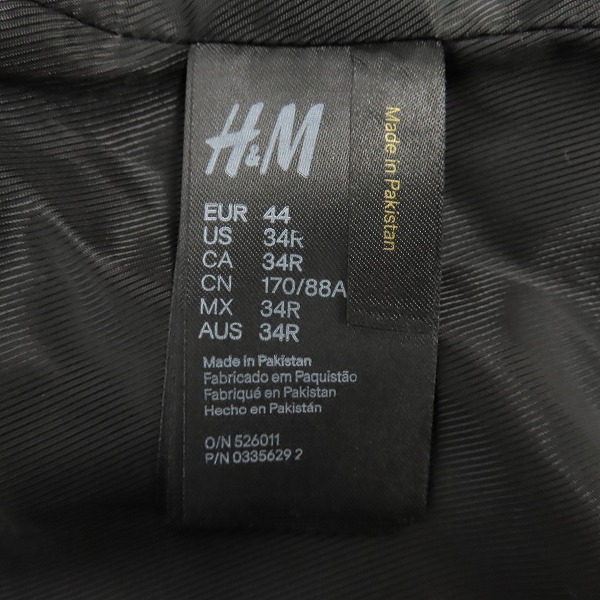 H&M
EUR 44
US 34R
CA 34R
CN 170/88A
MX 34R
AUS 34R
Made in Pakistan
Fabricado em Paquistão
Fabriqué en Pakistan
Hecho en Pakistán
O/N 526011
P/N 0335629 2
Made in Pakistan